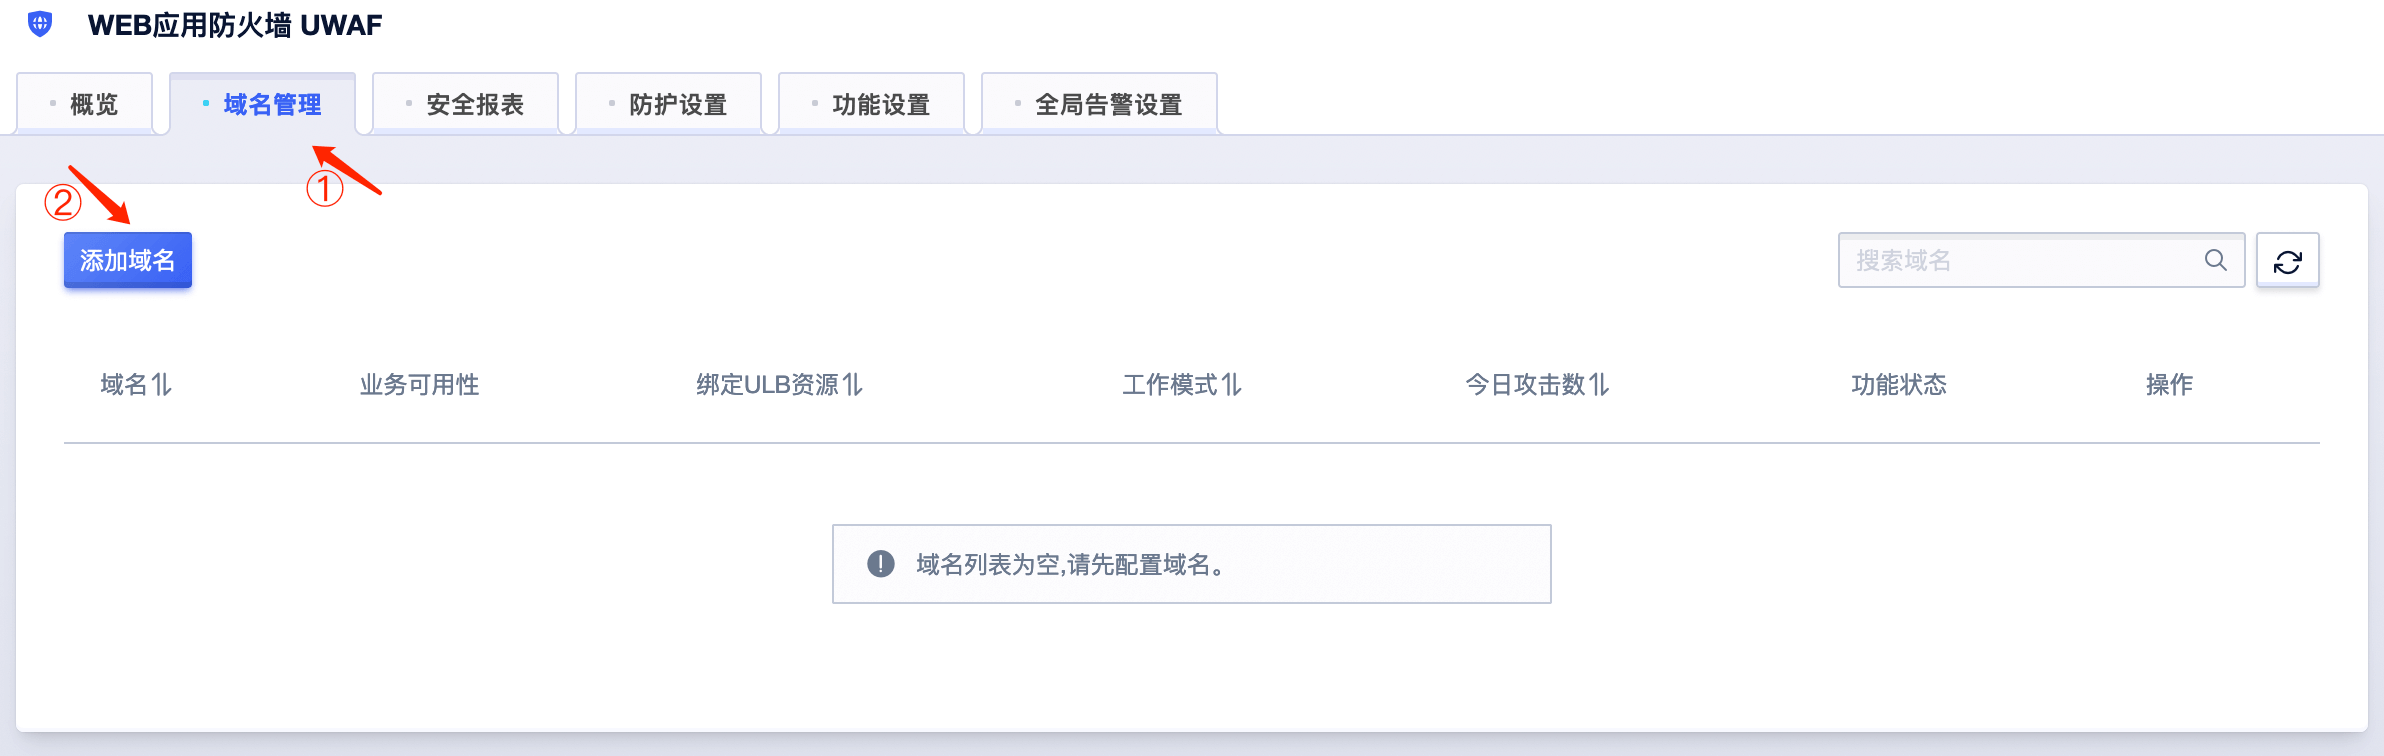 WEB应用防火墙 UWAF
概览 域名管理 安全报表 防护设置 功能设置 全局告警设置
① 
②
添加域名 搜索域名
域名 业务可用性 绑定ULB资源 工作模式 今日攻击数 功能状态 操作
域名列表为空,请先配置域名。